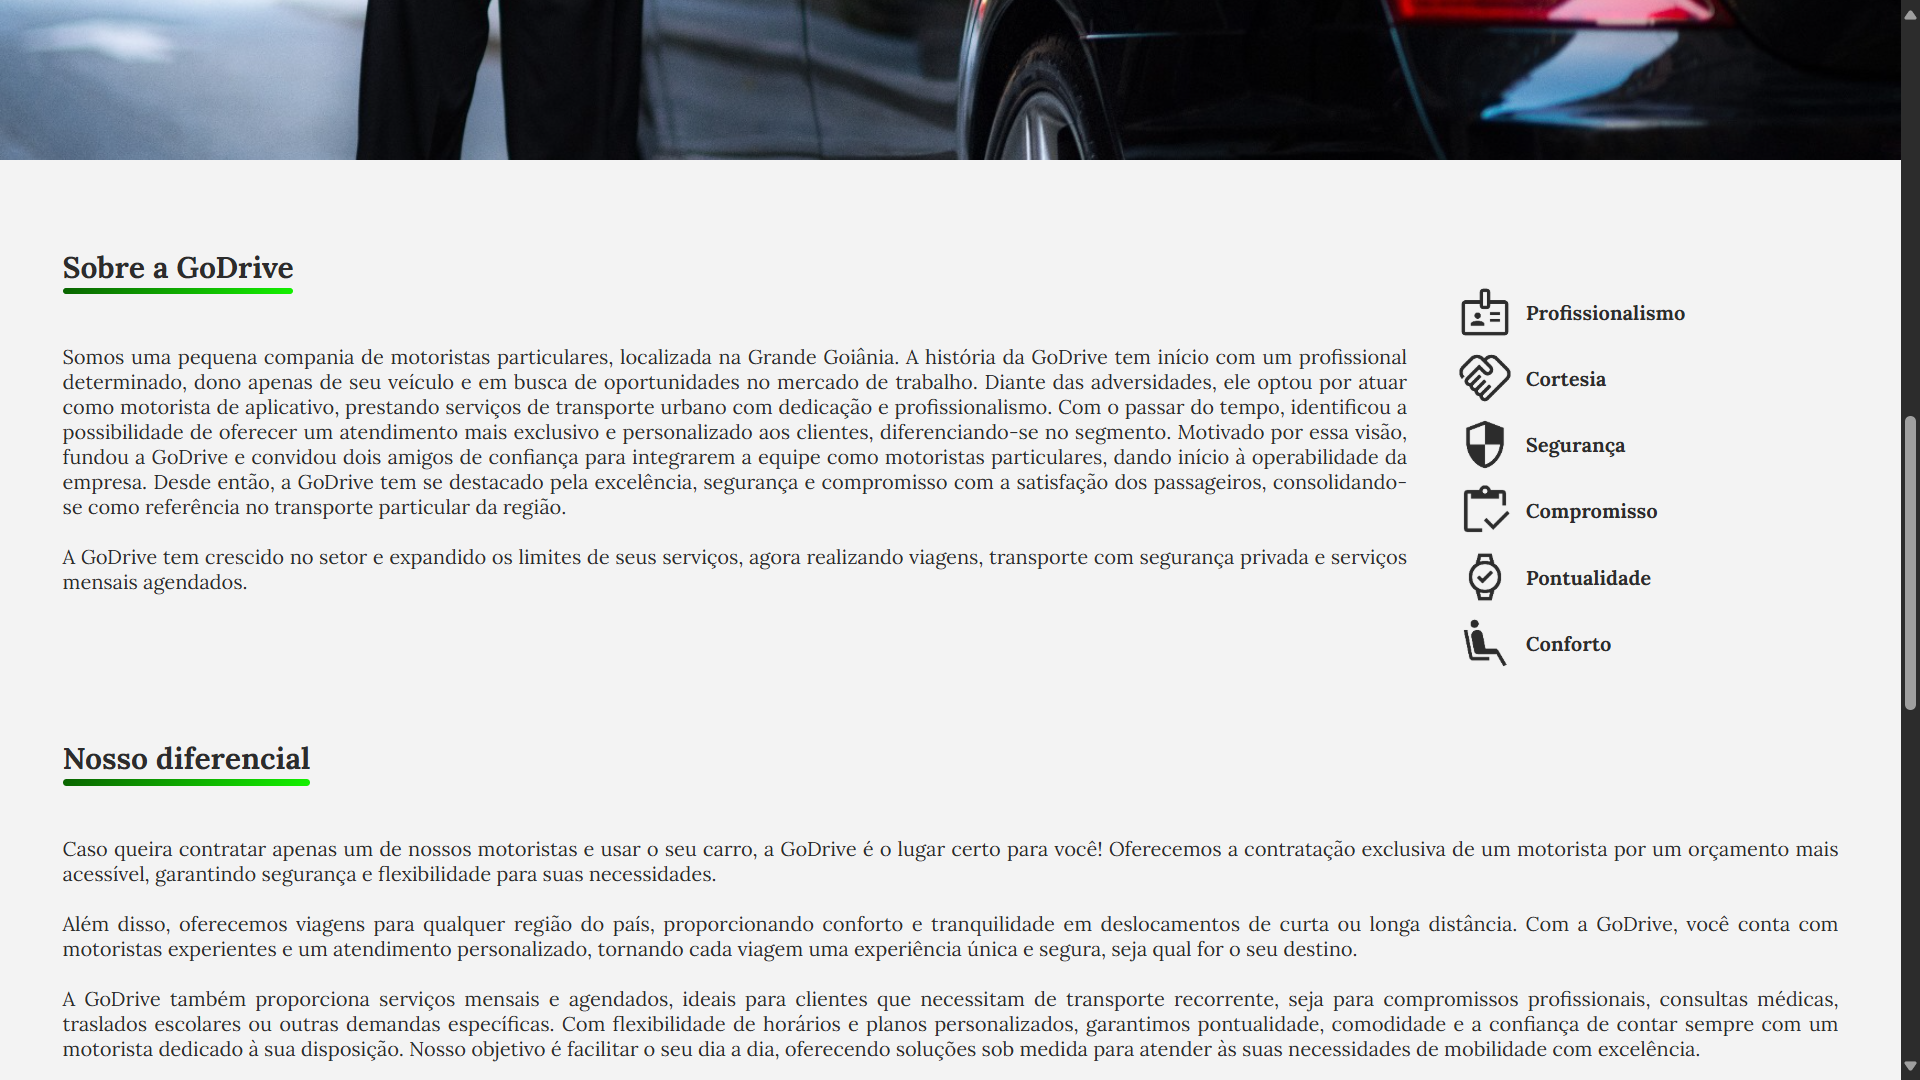 Sobre a GoDrive
Somos uma pequena compania de motoristas particulares, localizada na Grande Goiânia. A história da GoDrive tem início com um profissional
determinado, dono apenas de seu veículo e em busca de oportunidades no mercado de trabalho. Diante das adversidades, ele optou por atuar
como motorista de aplicativo, prestando serviços de transporte urbano com dedicação e profissionalismo. Com o passar do tempo, identificou a
possibilidade de oferecer um atendimento mais exclusivo e personalizado aos clientes, diferenciando-se no segmento. Motivado por essa visão,
fundou a GoDrive e convidou dois amigos de confiança para integrarem a equipe como motoristas particulares, dando início à operabilidade da
empresa. Desde então, a GoDrive tem se destacado pela excelência, segurança e compromisso com a satisfação dos passageiros, consolidando-
se como referência no transporte particular da região.
A GoDrive tem crescido no setor e expandido os limites de seus serviços, agora realizando viagens, transporte com segurança privada e serviços
mensais agendados.
Profissionalismo
Cortesia
Segurança
Compromisso
Pontualidade
Conforto
Nosso diferencial
Caso queira contratar apenas um de nossos motoristas e usar o seu carro, a GoDrive é o lugar certo para você! Oferecemos a contratação exclusiva de um motorista por um orçamento mais
acessível, garantindo segurança e flexibilidade para suas necessidades.
Além disso, oferecemos viagens para qualquer região do país, proporcionando conforto e tranquilidade em deslocamentos de curta ou longa distância. Com a GoDrive, você conta com
motoristas experientes e um atendimento personalizado, tornando cada viagem uma experiência única e segura, seja qual for o seu destino.
A GoDrive também proporciona serviços mensais e agendados, ideais para clientes que necessitam de transporte recorrente, seja para compromissos profissionais, consultas médicas,
traslados escolares ou outras demandas específicas. Com flexibilidade de horários e planos personalizados, garantimos pontualidade, comodidade e a confiança de contar sempre com um
motorista dedicado à sua disposição. Nosso objetivo é facilitar o seu dia a dia, oferecendo soluções sob medida para atender às suas necessidades de mobilidade com excelência.